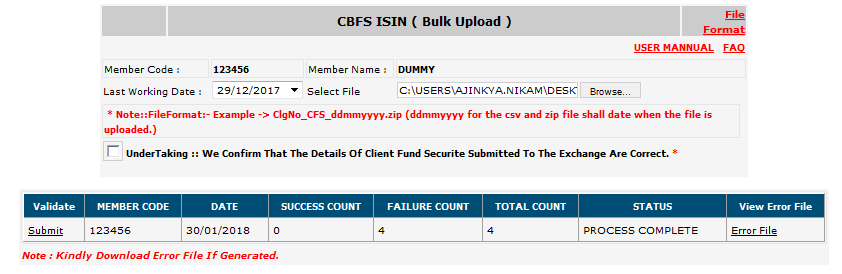 CBFS ISIN ( Bulk Upload )
File
Format
USER MANNUAL FAQ
Member Code : 123456 Member Name : DUMMY
Last Working Date : 29/12/2017 Select File C:\USERS\AJINKYA.NIKAM\DESKT Browse...
* Note::FileFormat:- Example -> ClgNo_CFS_ddmmyyyy.zip (ddmmyyyy for the csv and zip file shall date when the file is
uploaded.)
UnderTaking :: We Confirm That The Details Of Client Fund Securite Submitted To The Exchange Are Correct. *
Validate MEMBER CODE DATE SUCCESS COUNT FAILURE COUNT TOTAL COUNT STATUS View Error File
Submit 123456 30/01/2018 0 4 4 PROCESS COMPLETE Error File
Note : Kindly Download Error File If Generated.